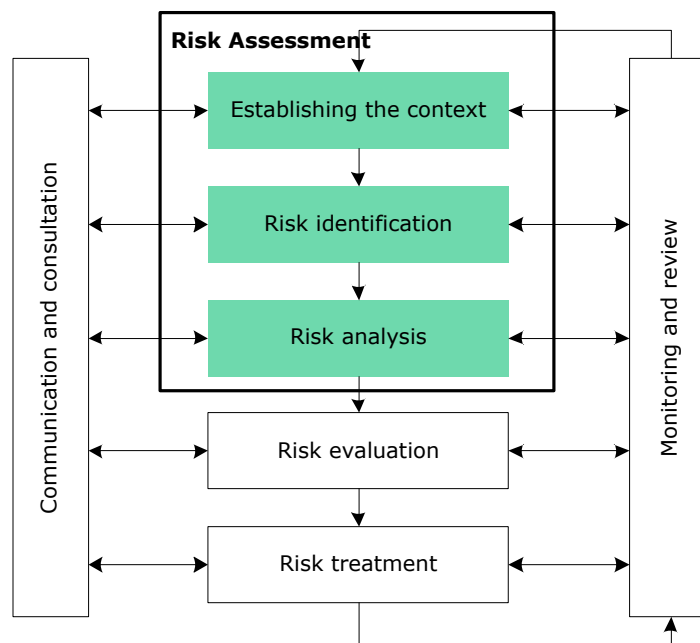 Risk Assessment
Establishing the context
Risk identification
Risk analysis
Risk evaluation
Risk treatment
Communication and consultation
Monitoring and review